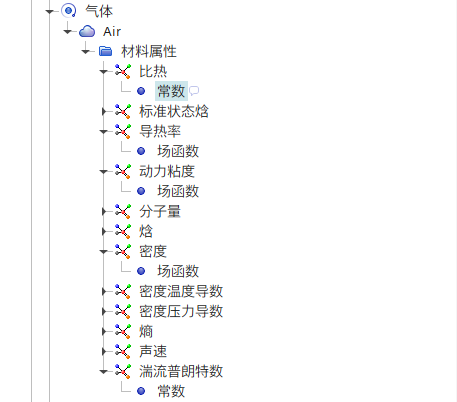 气体
Air
材料属性
比热
常数
标准状态焓
导热率
场函数
动力粘度
场函数
分子量
焓
密度
场函数
密度温度导数
密度压力导数
熵
声速
湍流普朗特数
常数